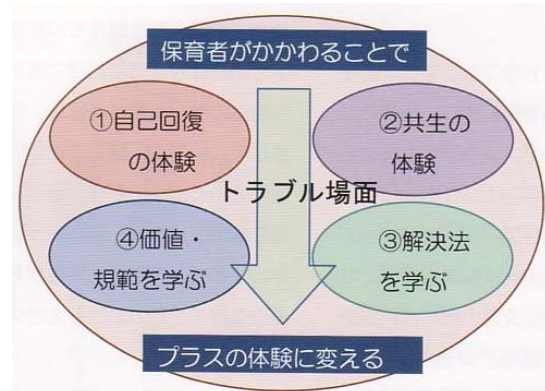 保育者がかかわることで
①自己回復
の体験
②共生の
体験
トラブル場面
④価値・
規範を学ぶ
③解決法
を学ぶ
プラスの体験に変える